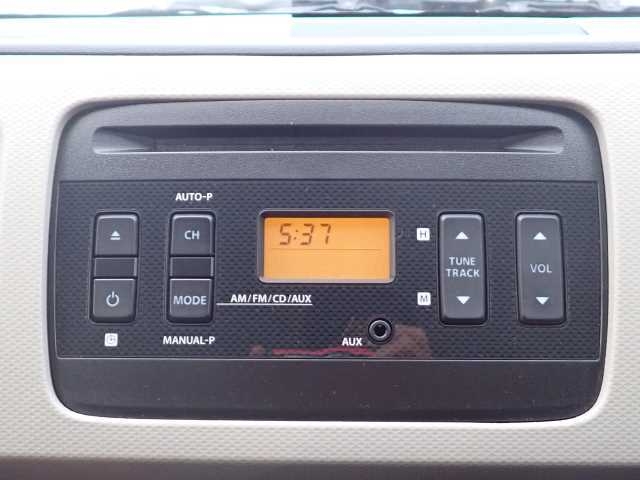 AUTO-P
CH
5:37
H
TUNE
TRACK
VOL
MODE
AM/FM/CD/AUX
M
C
MANUAL-P
AUX